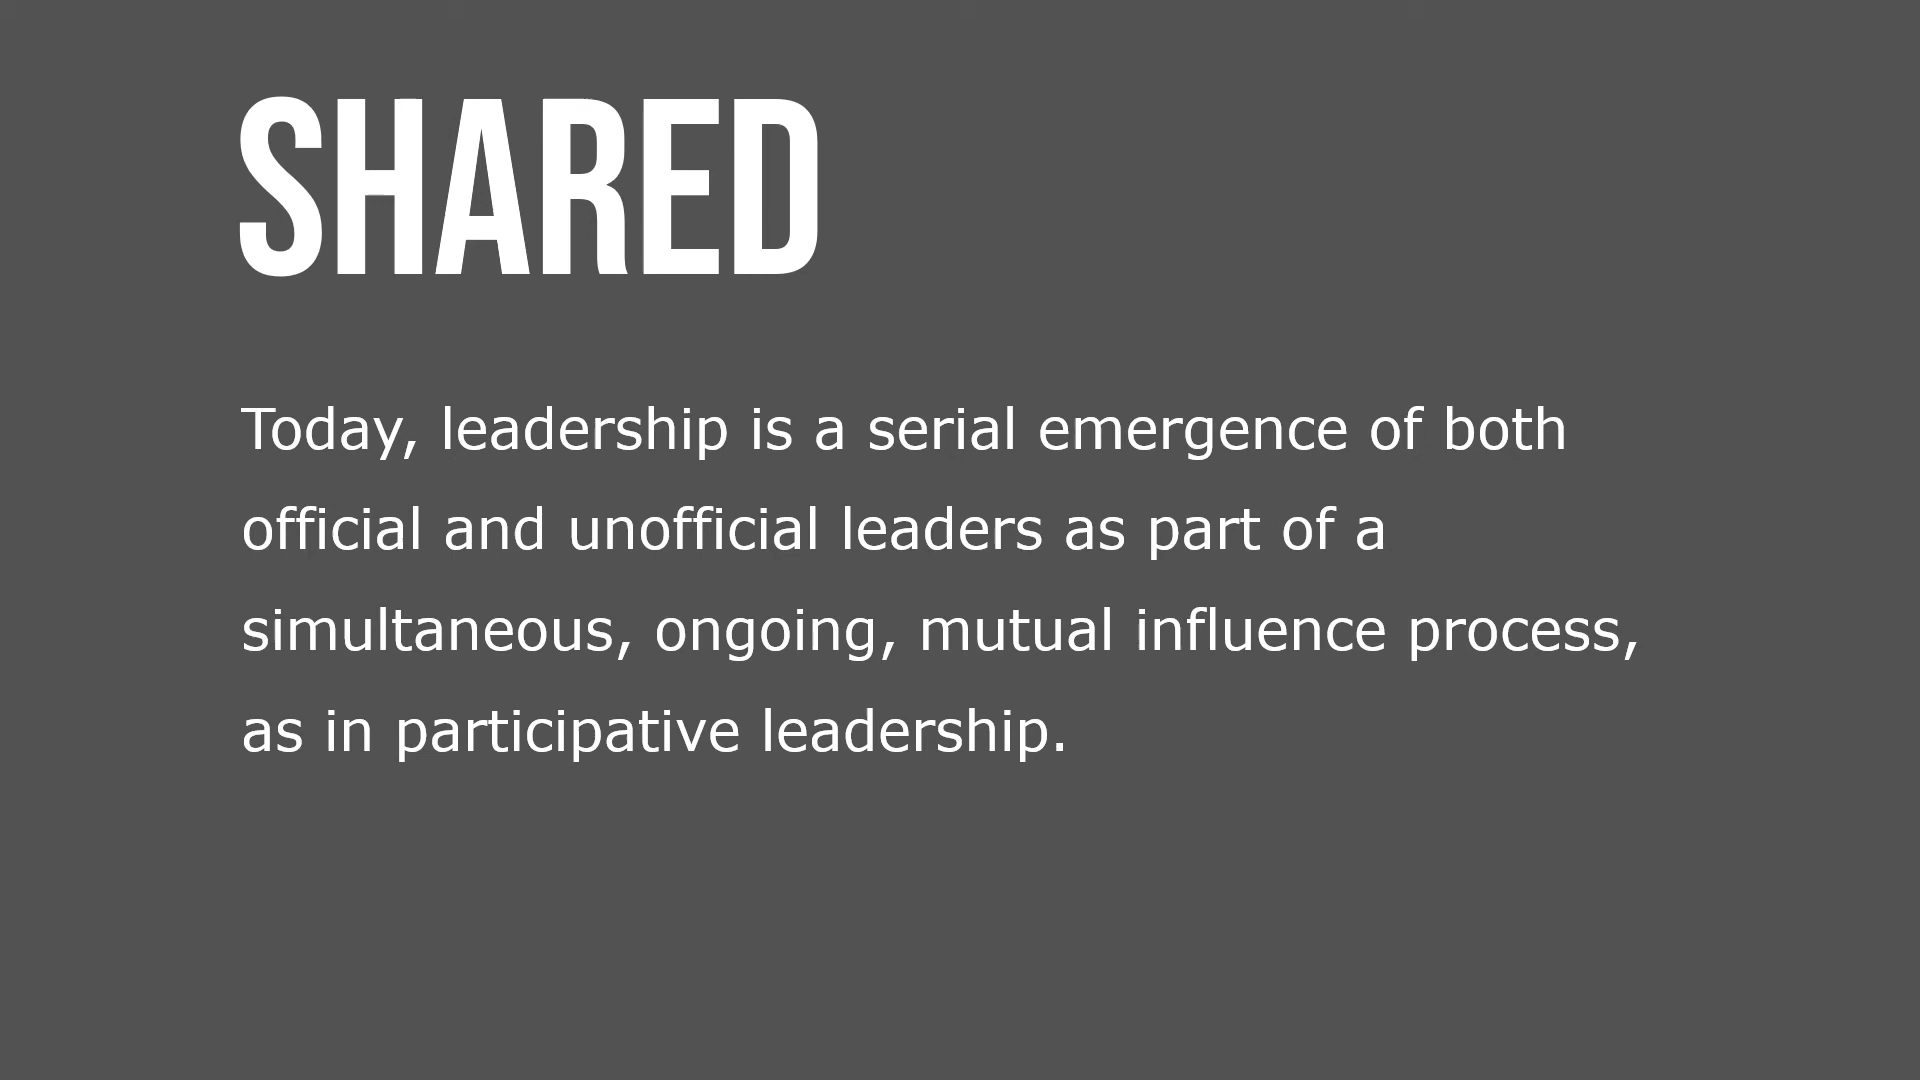 SHARED
Today, leadership is a serial emergence of both
official and unofficial leaders as part of a
simultaneous, ongoing, mutual influence process,
as in participative leadership.